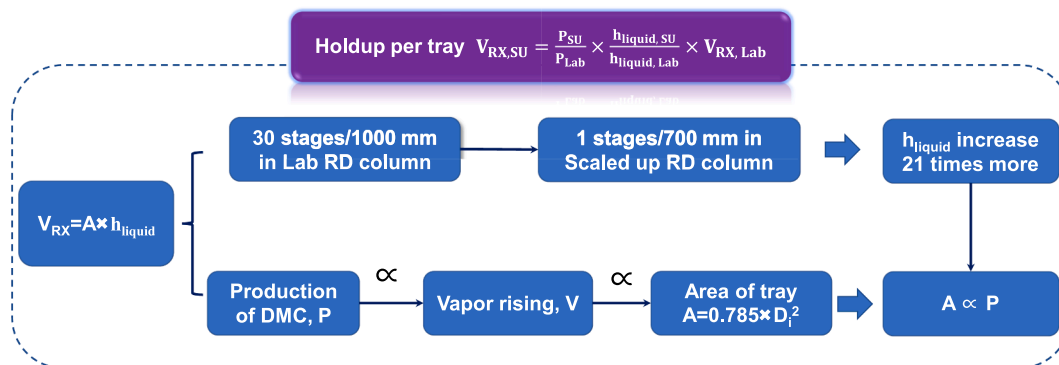 Holdup per tray V_RX,SU = P_SU/P_Lab × h_liquid, SU/h_liquid, Lab × V_RX, Lab
30 stages/1000 mm
in Lab RD column
1 stages/700 mm in
Scaled up RD column
h_liquid increase
21 times more
V_RX=A×h_liquid
Production
of DMC, P
∝
Vapor rising, V
∝
Area of tray
A=0.785×D_i^2
A ∝ P